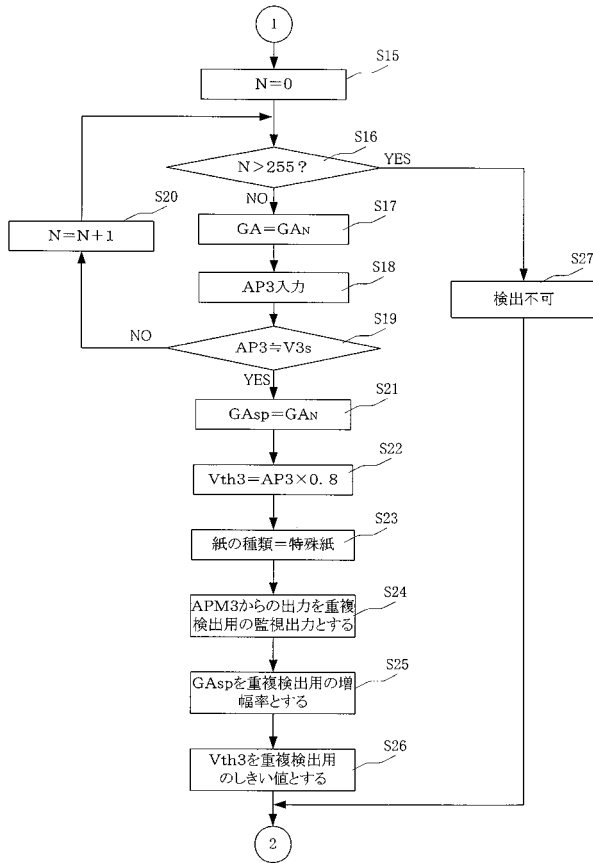 1
S15
N=0
S16
N>255?
YES
NO
S17
GA=GAN
S20
N=N+1
S18
AP3入力
S27
検出不可
S19
AP3≒V3s
NO
YES
S21
GAsp=GAN
S22
Vth3=AP3×0.8
S23
紙の種類=特殊紙
S24
APM3からの出力を重複
検出用の監視出力とする
S25
GAspを重複検出用の増
幅率とする
S26
Vth3を重複検出用
のしきい値とする
2